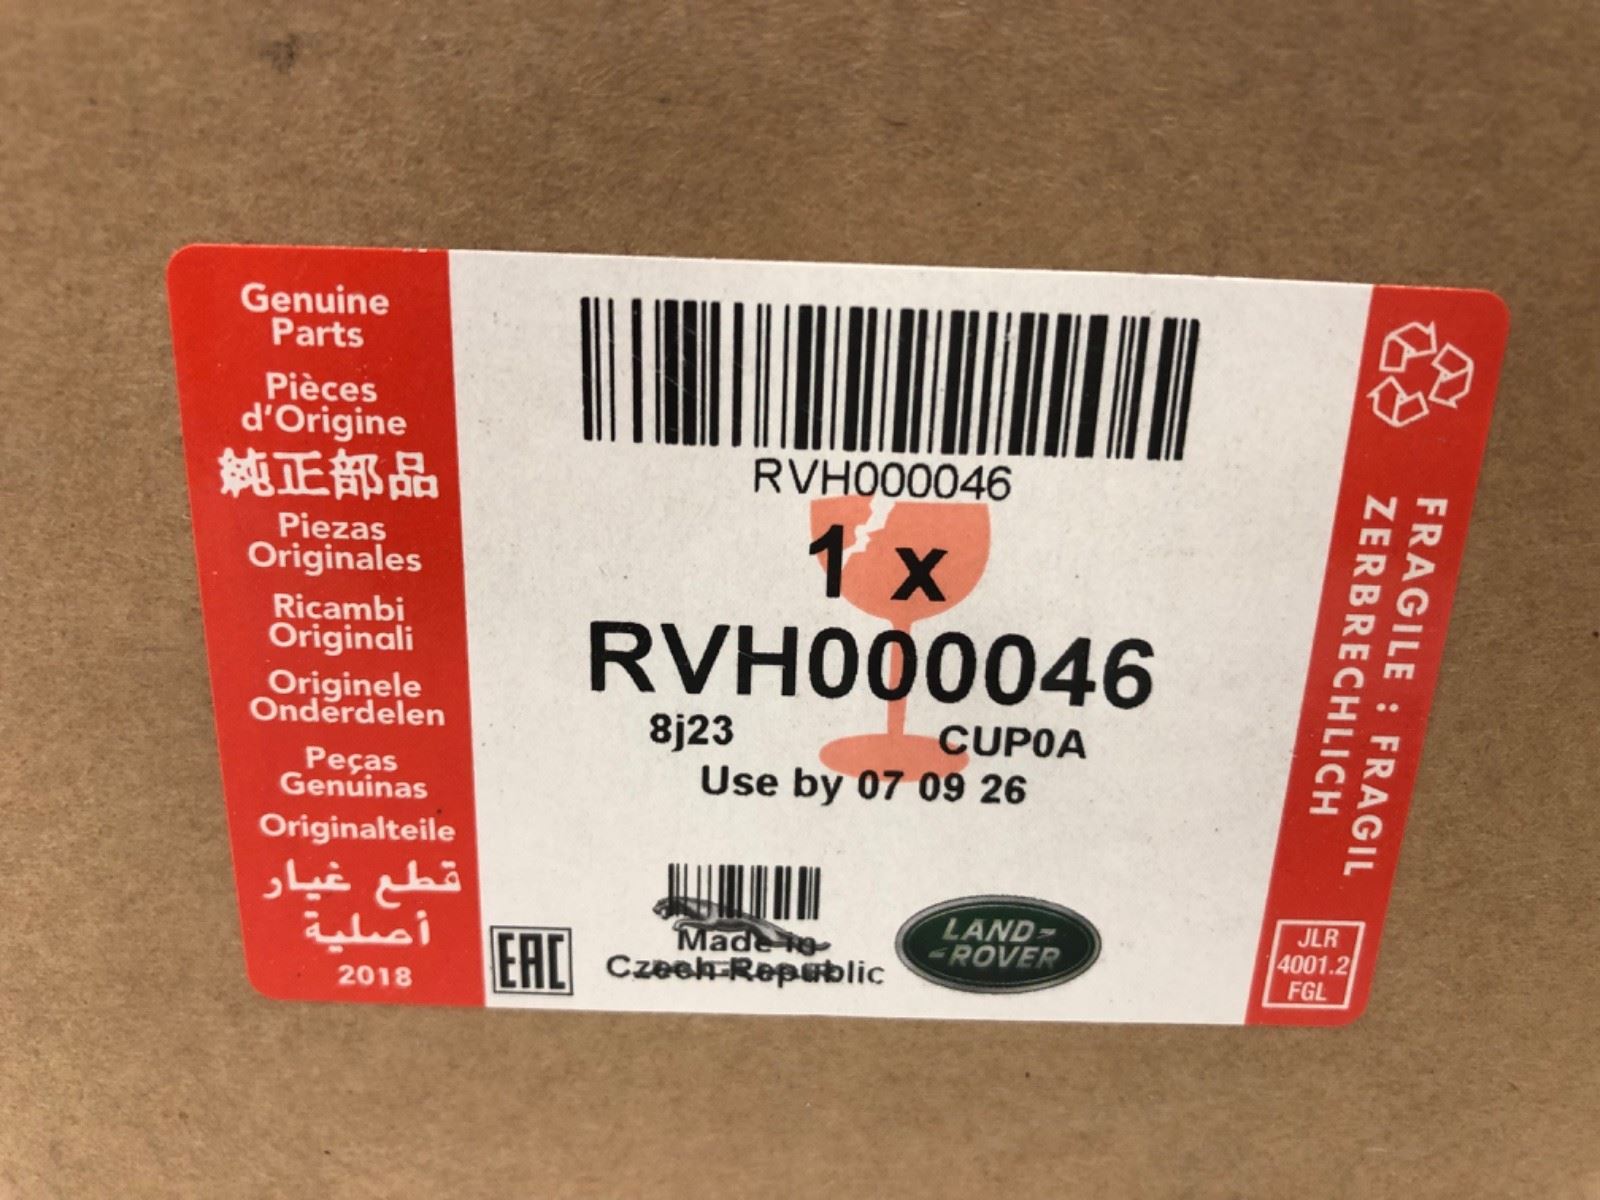 Genuine
Parts
Pièces
d'Origine
純正部品
Piezas
Originales
Ricambi
Originali
Originele
Onderdelen
Peças
Genuinas
Originalteile
قطع غيار
أصلية
2018
RVH000046
1 x
RVH000046
8j23 CUP0A
Use by 07 09 26
EAC
Made in
Czech Republic
LAND-
-ROVER
FRAGILE : FRAGIL
ZERBRECHLICH
JLR
4001.2
FGL